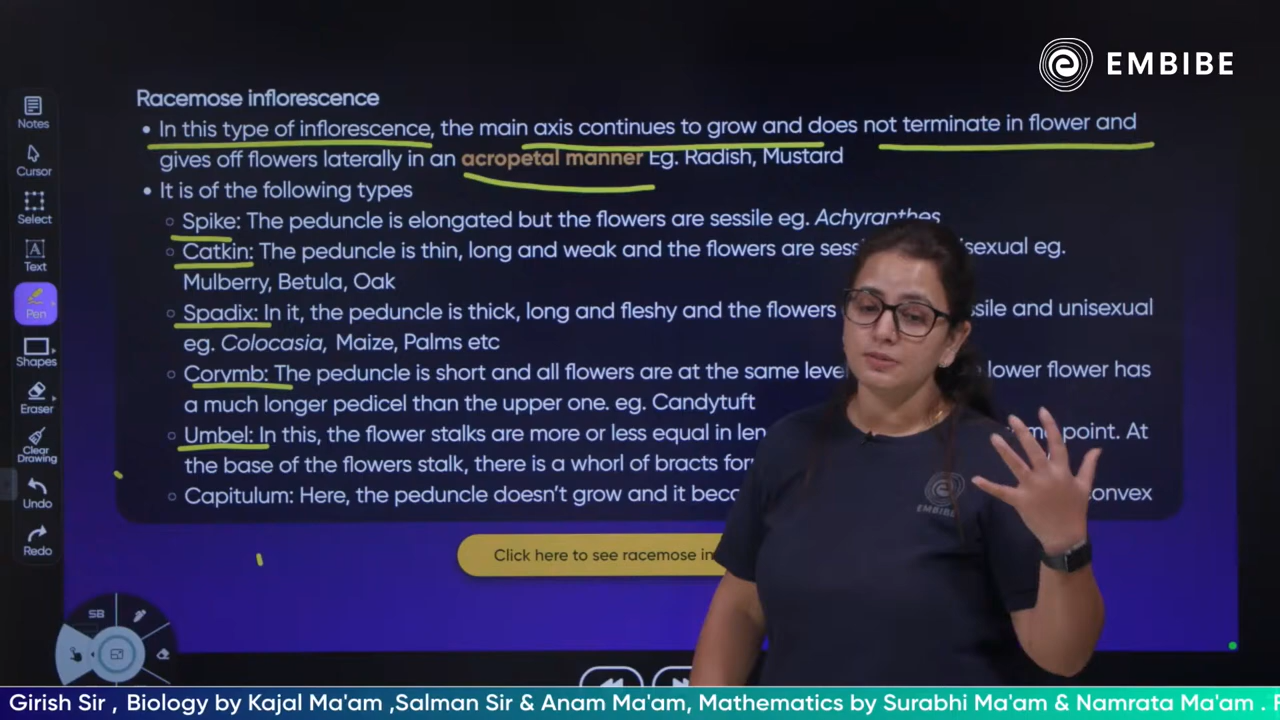 EMBIBE
Racemose inflorescence
• In this type of inflorescence, the main axis continues to grow and does not terminate in flower and
gives off flowers laterally in an acropetal manner Eg. Radish, Mustard
• It is of the following types
Spike: The peduncle is elongated but the flowers are sessile eg. Achyranthes
Catkin: The peduncle is thin, long and weak and the flowers are eg.
Mulberry, Betula, Oak
Spadix: In it, the peduncle is thick, long and fleshy and the flowers and unisexual
eg. Colocasia, Maize, Palms etc
Corymb: The peduncle is short and all flowers are at the same lower flower has
a much longer pedicel than the upper one. eg. Candytuft
Umbel: In this, the flower stalks are more or less equal in point. At
the base of the flowers stalk, there is a whorl of bracts
Capitulum: Here, the peduncle doesn't grow and it
Click here to see racemose
Notes
Cursor
Select
A
Text
Pen
Shapes
Eraser
Clear
Drawing
Undo
Redo
SB
EMBIBE
Girish Sir , Biology by Kajal Ma'am ,Salman Sir & Anam Ma'am, Mathematics by Surabhi Ma'am & Namrata Ma'am .